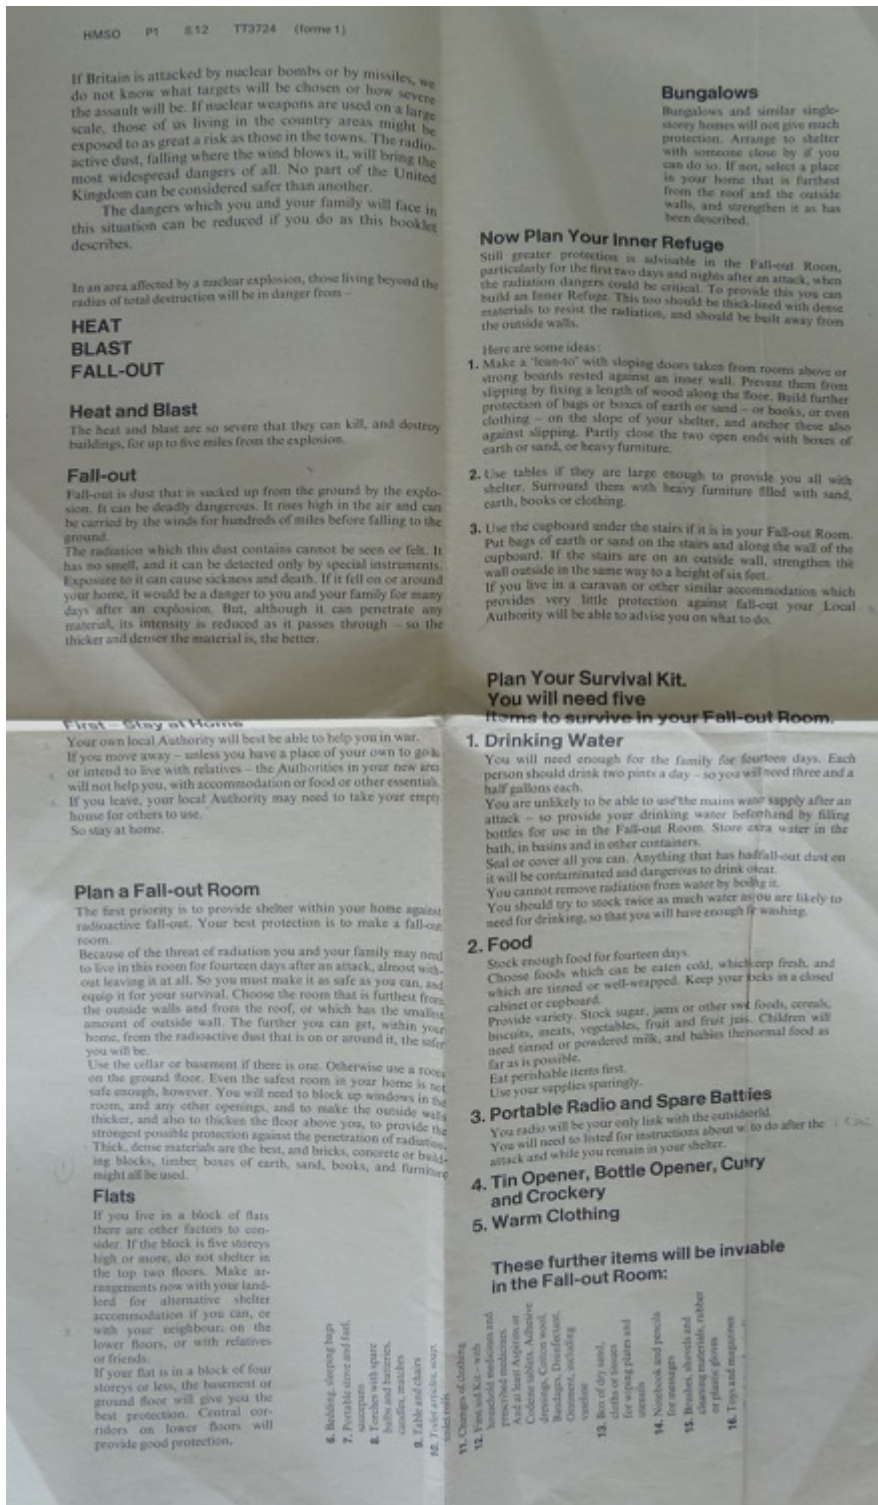 HMSO P1 8.12 TT3724 (forme 1)
If Britain is attacked by nuclear bombs or by missiles, we
do not know what targets will be chosen or how severe
the assault will be. If nuclear weapons are used on a large
scale, those of us living in the country areas might be
exposed to as great a risk as those in the towns. The radio-
active dust, falling where the wind blows it, will bring the
most widespread dangers of all. No part of the United
Kingdom can be considered safer than another.
The dangers which you and your family will face in
this situation can be reduced if you do as this booklet
describes.
In an area affected by a nuclear explosion, those living beyond the
radius of total destruction will be in danger from –
HEAT
BLAST
FALL-OUT
Heat and Blast
The heat and blast are so severe that they can kill, and destroy
buildings, for up to five miles from the explosion.
Fall-out
Fall-out is dust that is sucked up from the ground by the explo-
sion. It can be deadly dangerous. It rises high in the air and can
be carried by the winds for hundreds of miles before falling to the
ground.
The radiation which this dust contains cannot be seen or felt. It
has no smell, and it can be detected only by special instruments.
Exposure to it can cause sickness and death. If it fell on or around
your home, it would be a danger to you and your family for many
days after an explosion. But, although it can penetrate any
material, its intensity is reduced as it passes through – so the
thicker and denser the material is, the better.
First – Stay at Home
Your own local Authority will best be able to help you in war.
If you move away – unless you have a place of your own to go to
or intend to live with relatives – the Authorities in your new area
will not help you, with accommodation or food or other essentials.
If you leave, your local Authority may need to take your empty
house for others to use.
So stay at home.
Plan a Fall-out Room
The first priority is to provide shelter within your home against
radioactive fall-out. Your best protection is to make a fall-out
room.
Because of the threat of radiation you and your family may need
to live in this room for fourteen days after an attack, almost with-
out leaving it at all. So you must make it as safe as you can, and
equip it for your survival. Choose the room that is furthest from
the outside walls and from the roof, or which has the smallest
amount of outside wall. The further you can get, within your
home, from the radioactive dust that is on or around it, the safer
you will be.
Use the cellar or basement if there is one. Otherwise use a room
on the ground floor. Even the safest room in your home is not
safe enough, however. You will need to block up windows in the
room, and any other openings, and to make the outside walls
thicker, and also to thicken the floor above you, to provide the
strongest possible protection against the penetration of radiation.
Thick, dense materials are the best, and bricks, concrete or build-
ing blocks, timber, boxes of earth, sand, books, and furniture
might all be used.
Flats
If you live in a block of flats
there are other factors to con-
sider. If the block is five storeys
high or more, do not shelter in
the top two floors. Make ar-
rangements now with your land-
lord for alternative shelter
accommodation if you can, or
with your neighbours on the
lower floors, or with relatives
or friends.
If your flat is in a block of four
storeys or less, the basement or
ground floor will give you the
best protection. Central cor-
ridors on lower floors will
provide good protection.
Bungalows
Bungalows and similar single-
storey homes will not give much
protection. Arrange to shelter
with someone close by if you
can do so. If not, select a place
in your home that is furthest
from the roof and the outside
walls, and strengthen it as has
been described.
Now Plan Your Inner Refuge
Still greater protection is advisable in the Fall-out Room,
particularly for the first two days and nights after an attack, when
the radiation dangers could be critical. To provide this you can
build an Inner Refuge. This too should be thick-lined with dense
materials to resist the radiation, and should be built away from
the outside walls.
Here are some ideas:
1. Make a 'lean-to' with sloping doors taken from rooms above or
strong boards rested against an inner wall. Prevent them from
slipping by fixing a length of wood along the floor. Build further
protection of bags or boxes of earth or sand – or books, or even
clothing – on the slope of your shelter, and anchor these also
against slipping. Partly close the two open ends with boxes of
earth or sand, or heavy furniture.
2. Use tables if they are large enough to provide you all with
shelter. Surround them with heavy furniture filled with sand,
earth, books or clothing.
3. Use the cupboard under the stairs if it is in your Fall-out Room.
Put bags of earth or sand on the stairs and along the wall of the
cupboard. If the stairs are on an outside wall, strengthen the
wall outside in the same way to a height of six feet.
If you live in a caravan or other similar accommodation which
provides very little protection against fall-out your Local
Authority will be able to advise you on what to do.
Plan Your Survival Kit.
You will need five
items to survive in your Fall-out Room.
1. Drinking Water
You will need enough for the family for fourteen days. Each
person should drink two pints a day – so you will need three and a
half gallons each.
You are unlikely to be able to use the mains water supply after an
attack – so provide your drinking water beforehand by filling
bottles for use in the Fall-out Room. Store extra water in the
bath, in basins and in other containers.
Seal or cover all you can. Anything that has had fall-out dust on
it will be contaminated and dangerous to drink or eat.
You cannot remove radiation from water by boiling it.
You should try to stock twice as much water as you are likely to
need for drinking, so that you will have enough for washing.
2. Food
Stock enough food for fourteen days.
Choose foods which can be eaten cold, which keep fresh, and
which are tinned or well-wrapped. Keep your stocks in a closed
cabinet or cupboard.
Provide variety. Stock sugar, jams or other sweet foods, cereals,
biscuits, meats, vegetables, fruit and fruit juices. Children will
need tinned or powdered milk, and babies their normal food as
far as is possible.
Eat perishable items first.
Use your supplies sparingly.
3. Portable Radio and Spare Batteries
You radio will be your only link with the outside world.
You will need to listed for instructions about what to do after the
attack and while you remain in your shelter.
4. Tin Opener, Bottle Opener, Cutlery
and Crockery
5. Warm Clothing
These further items will be invaluable
in the Fall-out Room:
6. Bedding, sleeping bags
7. Portable stove and fuel,
saucepans
8. Torches with spare
bulbs and batteries,
candles, matches
9. Table and chairs
10. Toilet articles, soap,
toilet rolls
11. Changes of clothing
12. First aid Kit – with
household medicines and
prescribed medicines.
And at least Aspirins or
Codeine tablets, Adhesive
dressings, Cotton wool,
Bandages, Disinfectant,
Ointment, including
vaseline
13. Box of dry sand,
cloths or tissues
for wiping plates and
utensils
14. Notebook and pencils
for messages
15. Brushes, shovels and
cleaning materials, rubber
or plastic gloves
16. Toys and magazines